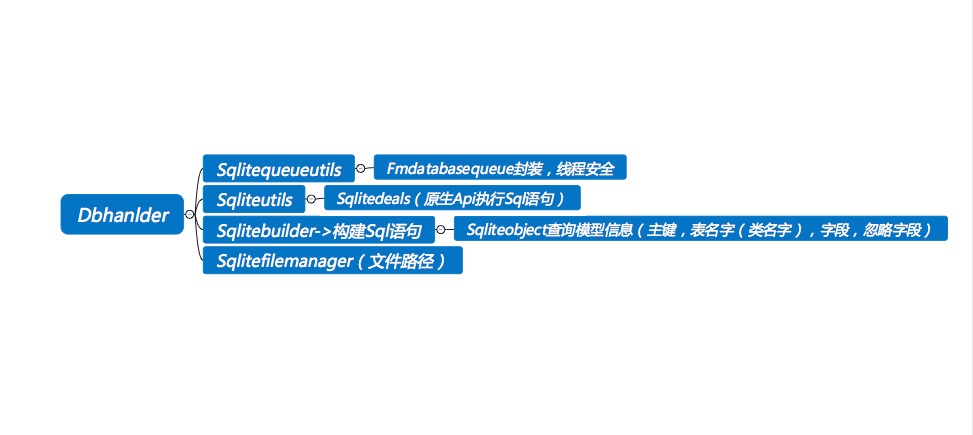 Sqlitequeueutils
Fmdatabasequeue封装，线程安全
Sqliteutils
Sqlitedeals（原生Api执行Sql语句）
Dbhanlder
Sqlitebuilder->构建Sql语句
Sqliteobject查询模型信息（主键，表名字（类名字），字段，忽略字段）
Sqlitefilemanager（文件路径）